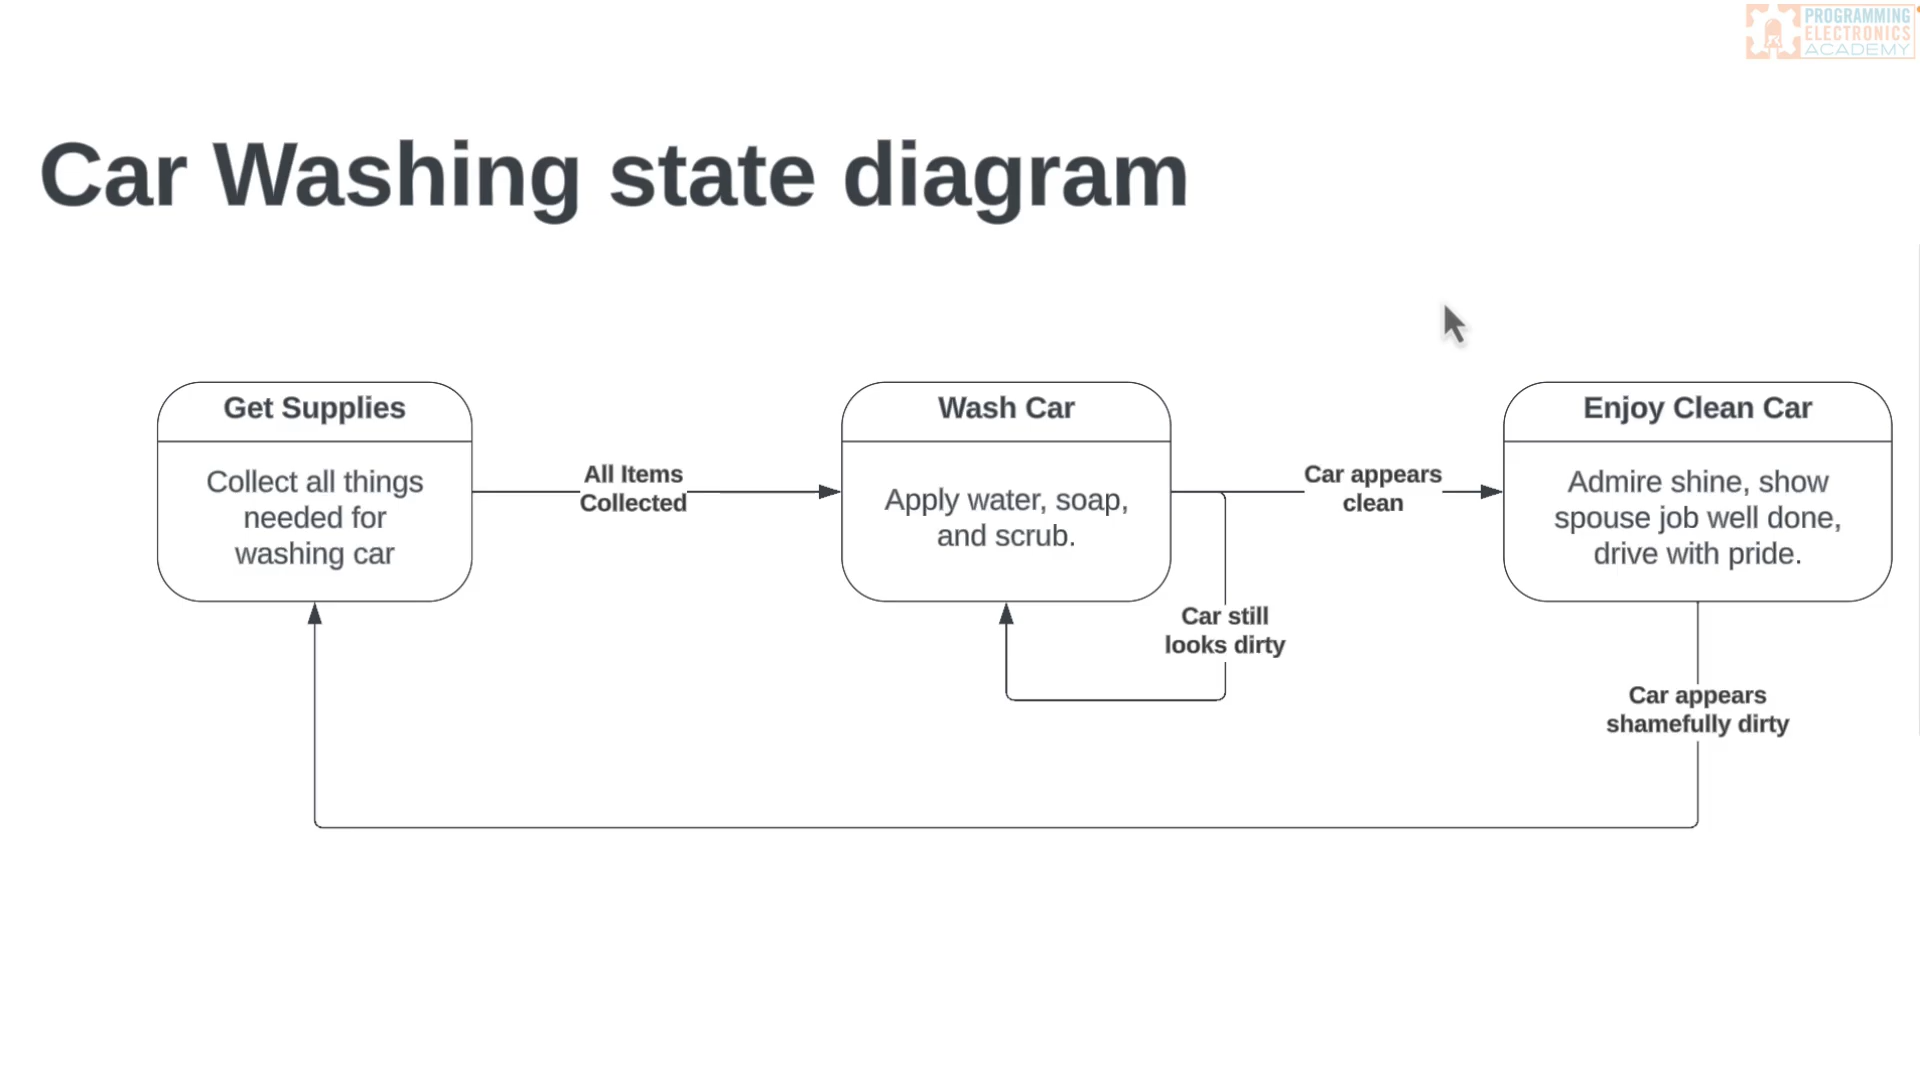 PROGRAMMING
ELECTRONICS
ACADEMY
Car Washing state diagram
Get Supplies
Collect all things
needed for
washing car
All Items
Collected
Wash Car
Apply water, soap,
and scrub.
Car appears
clean
Car still
looks dirty
Enjoy Clean Car
Admire shine, show
spouse job well done,
drive with pride.
Car appears
shamefully dirty